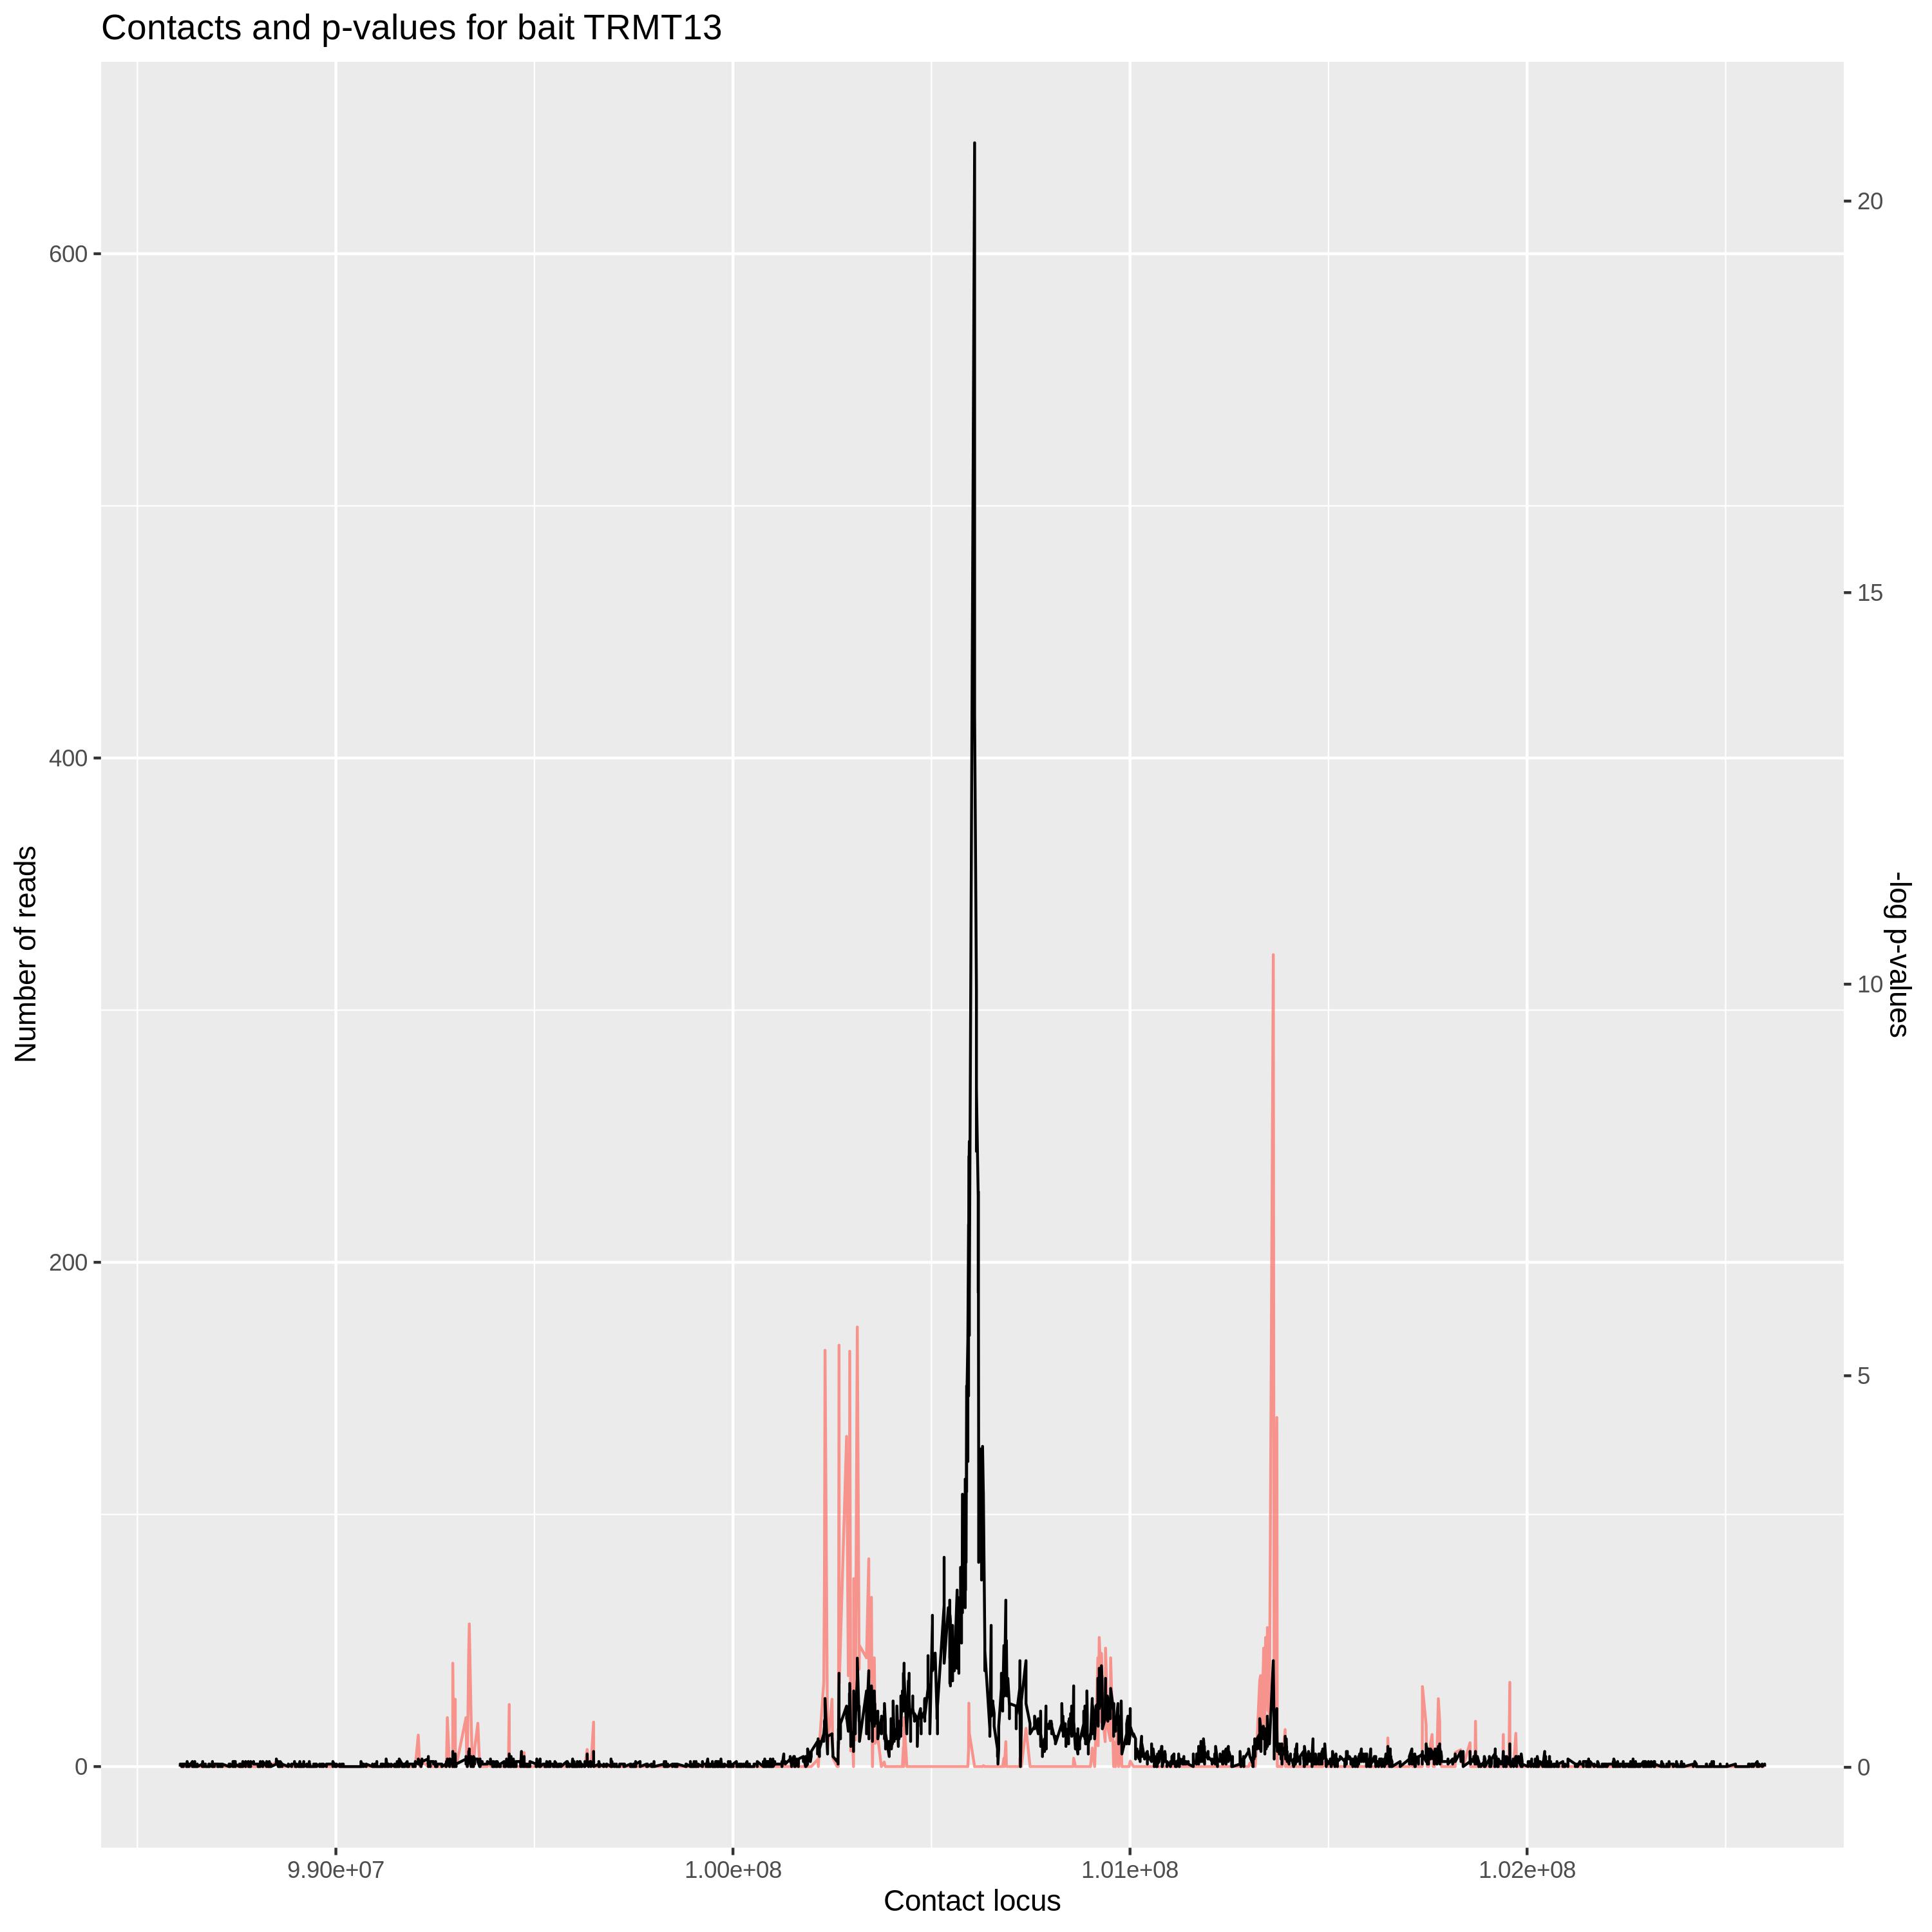 Contacts and p-values for bait TRMT13
600
400
200
0
Number of reads
20
15
10
5
0
-log p-values
9.90e+07
1.00e+08
1.01e+08
1.02e+08
Contact locus